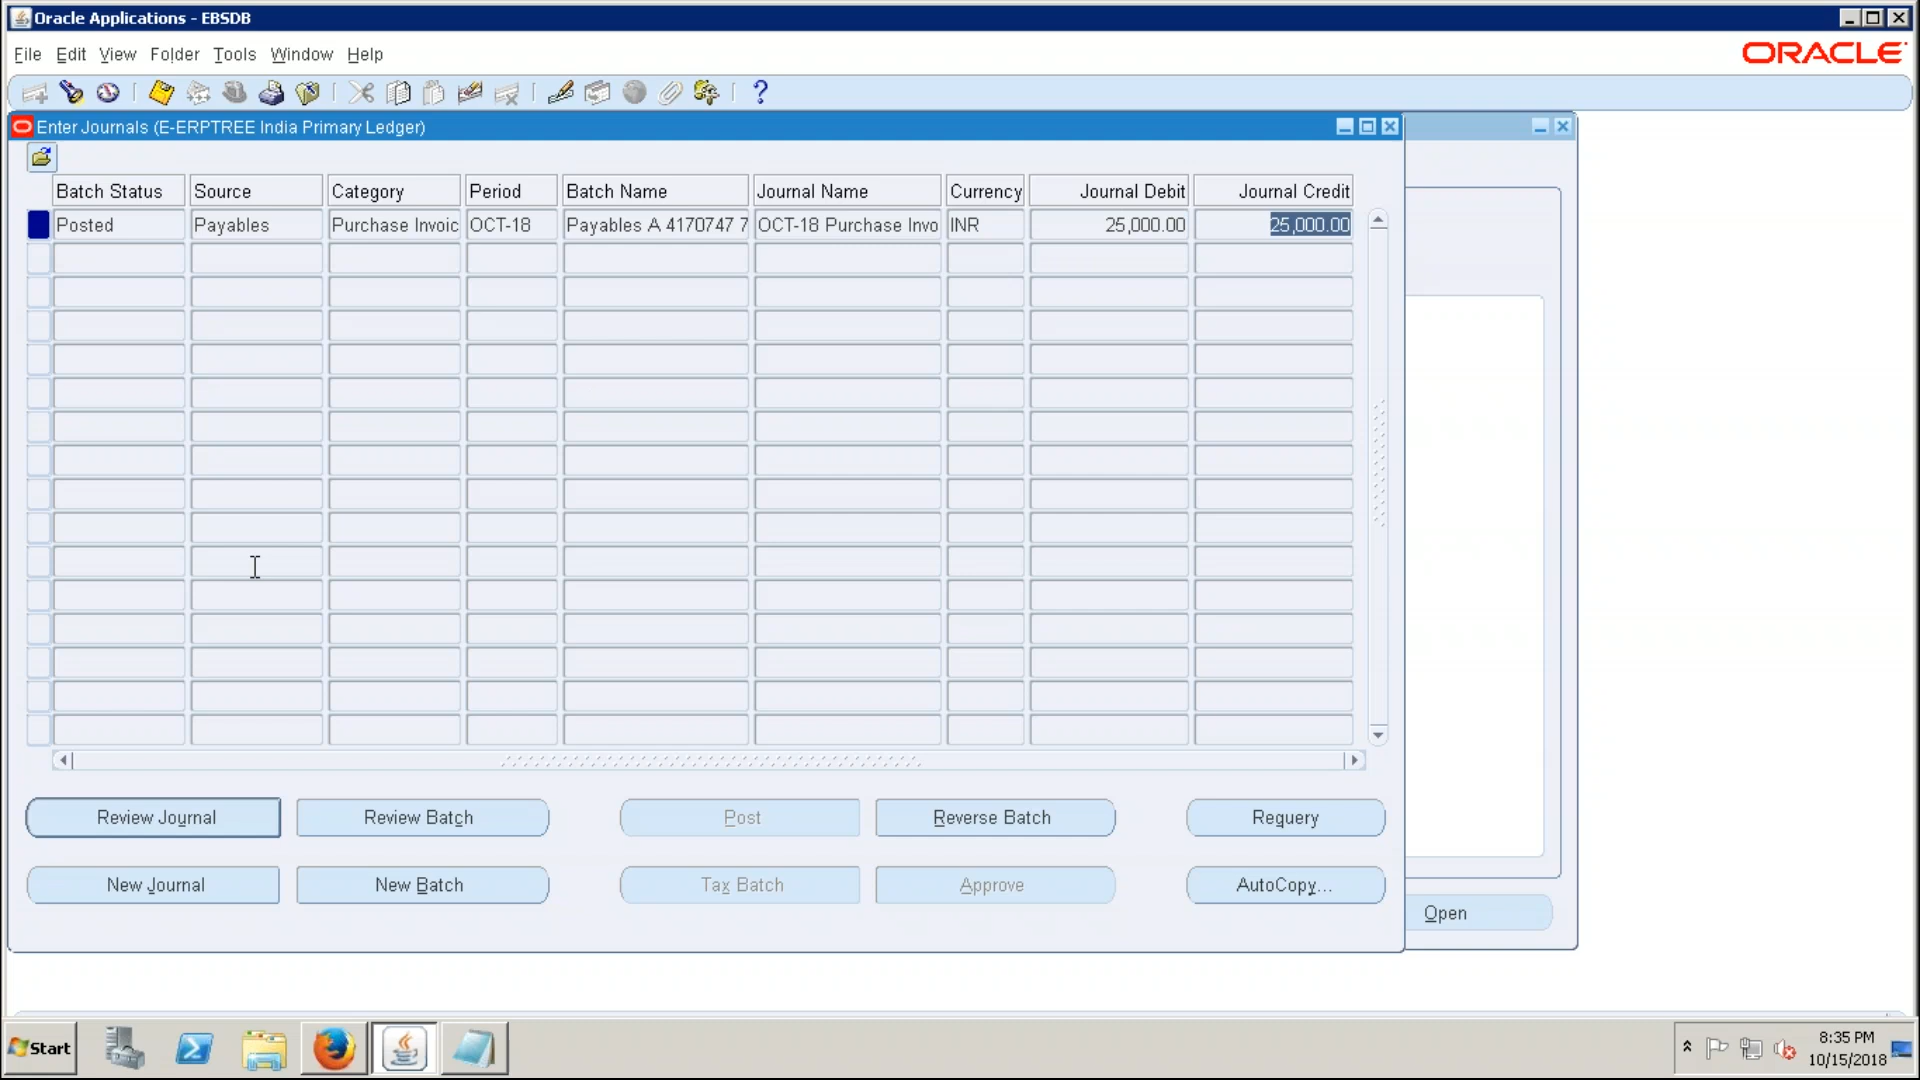 Oracle Applications - EBSDB
File Edit View Folder Tools Window Help
ORACLE
Enter Journals (E-ERPTREE India Primary Ledger)
Batch Status Source Category Period Batch Name Journal Name Currency Journal Debit Journal Credit
Posted Payables Purchase Invoic OCT-18 Payables A 4170747 7 OCT-18 Purchase Invo INR 25,000.00 25,000.00
Review Journal Review Batch Post Reverse Batch Requery
New Journal New Batch Tax Batch Approve AutoCopy...
Open
Start
8:35 PM
10/15/2018